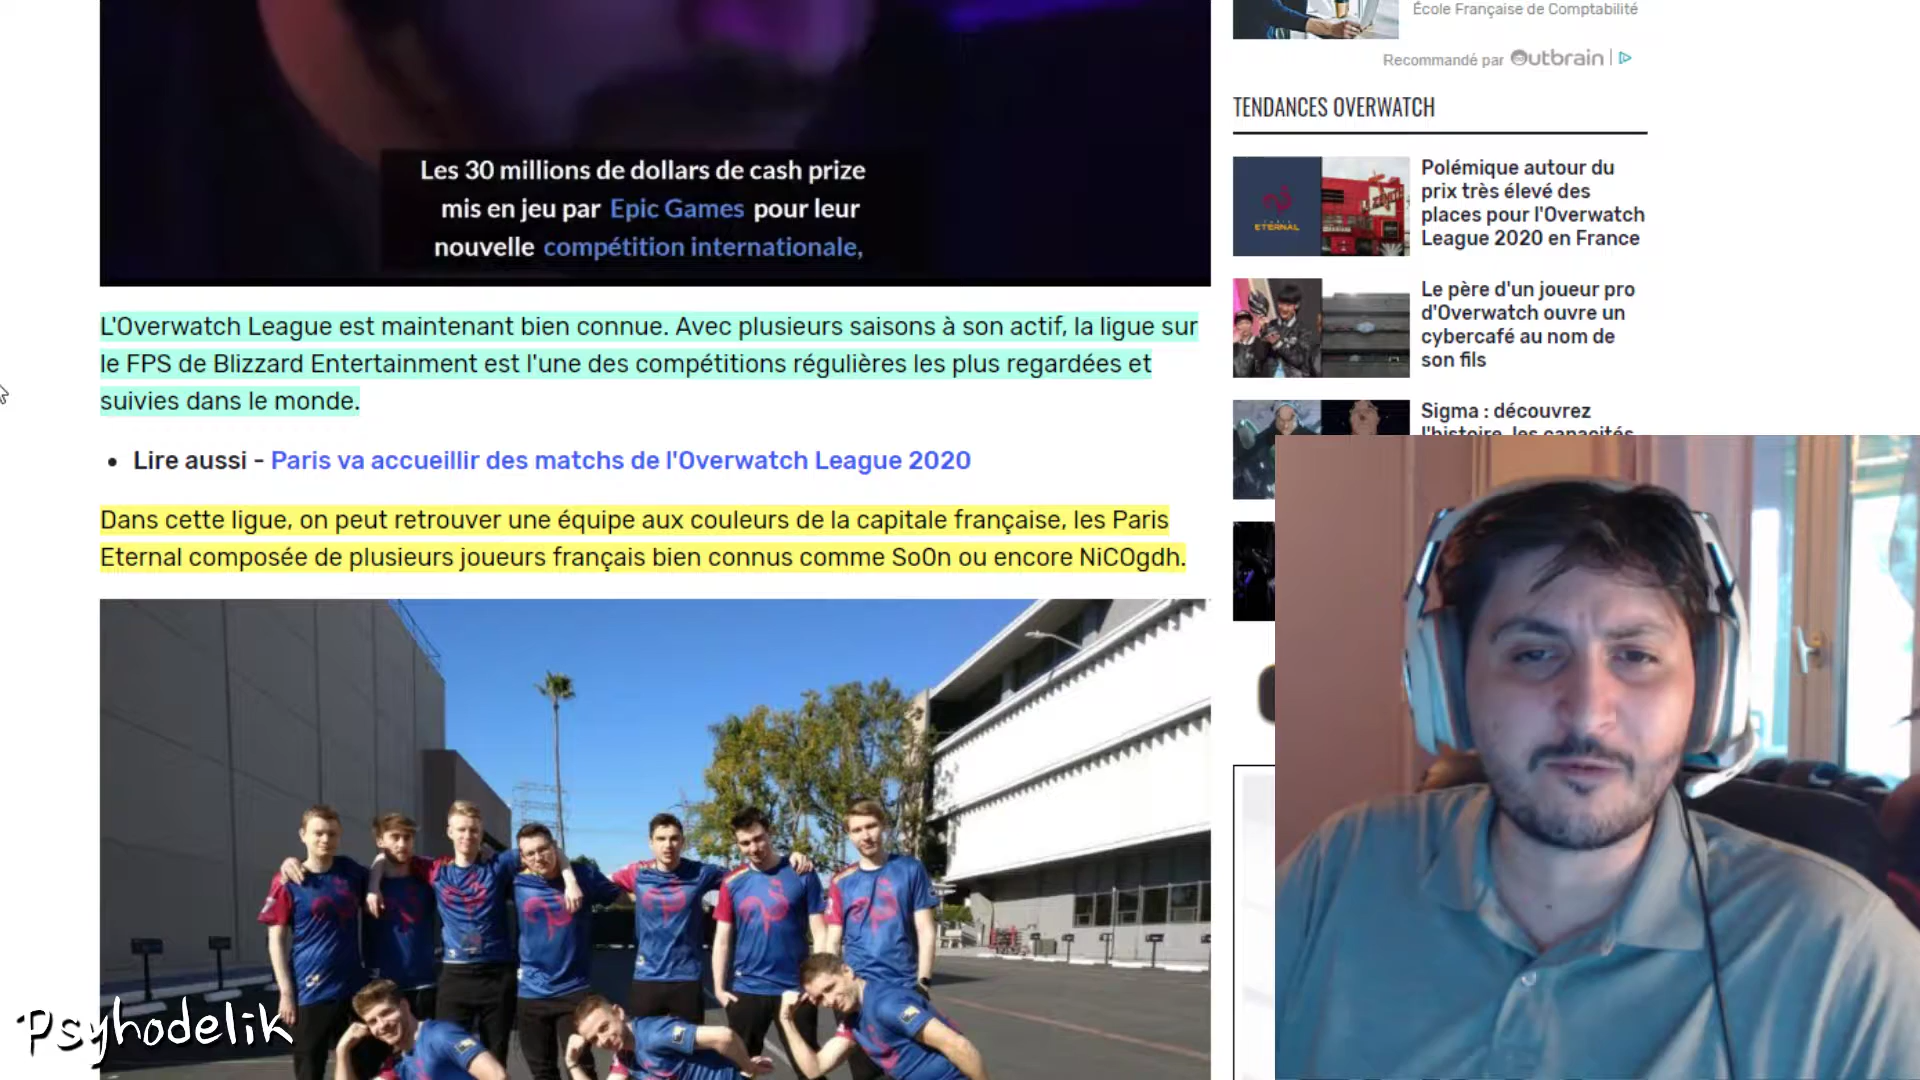 École Française de Comptabilité
Recommandé par Outbrain
TENDANCES OVERWATCH
Les 30 millions de dollars de cash prize
mis en jeu par Epic Games pour leur
nouvelle compétition internationale,
ETERNAL
Polémique autour du
prix très élevé des
places pour l'Overwatch
League 2020 en France
Le père d'un joueur pro
d'Overwatch ouvre un
cybercafé au nom de
son fils
Sigma : découvrez
l'histoire, les capacités
L'Overwatch League est maintenant bien connue. Avec plusieurs saisons à son actif, la ligue sur
le FPS de Blizzard Entertainment est l'une des compétitions régulières les plus regardées et
suivies dans le monde.
• Lire aussi - Paris va accueillir des matchs de l'Overwatch League 2020
Dans cette ligue, on peut retrouver une équipe aux couleurs de la capitale française, les Paris
Eternal composée de plusieurs joueurs français bien connus comme So0n ou encore NiCOgdh.
Psyhodelik